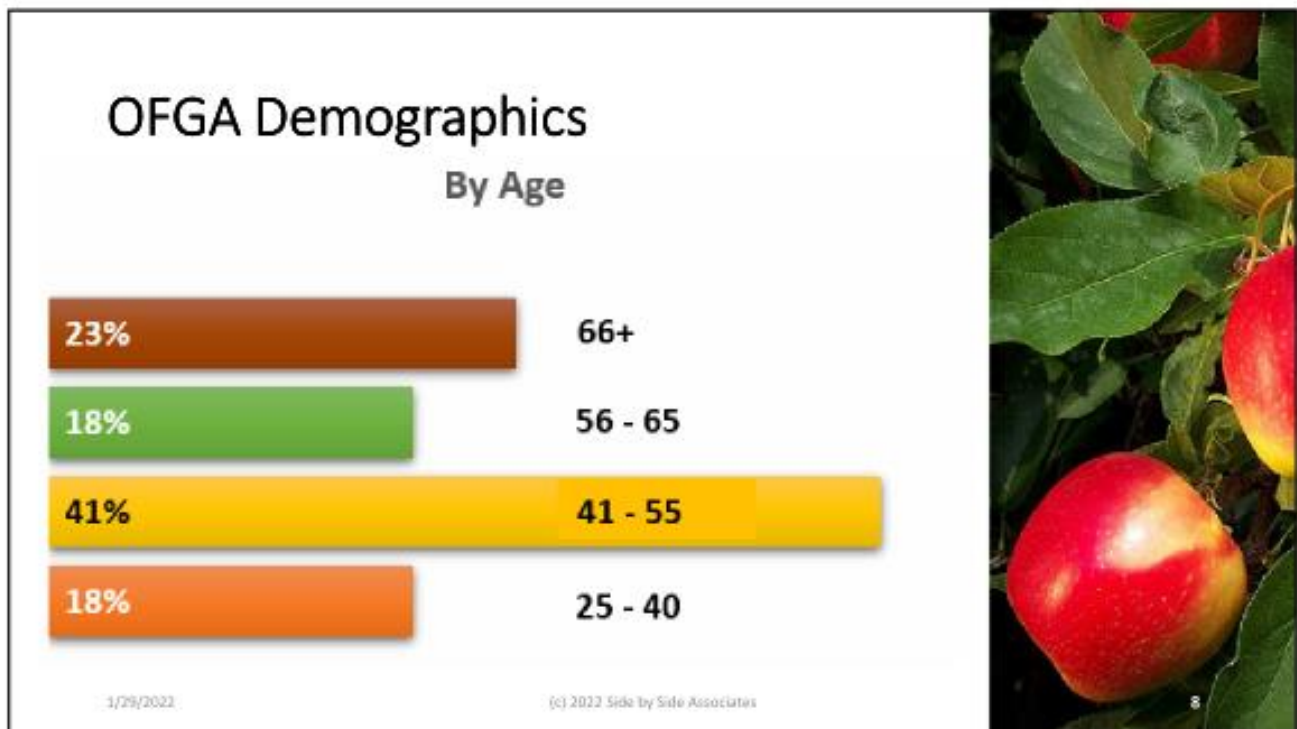 OFGA Demographics
By Age
23% 66+
18% 56 - 65
41% 41 - 55
18% 25 - 40
1/29/2022 (c) 2022 Side by Side Associates 8